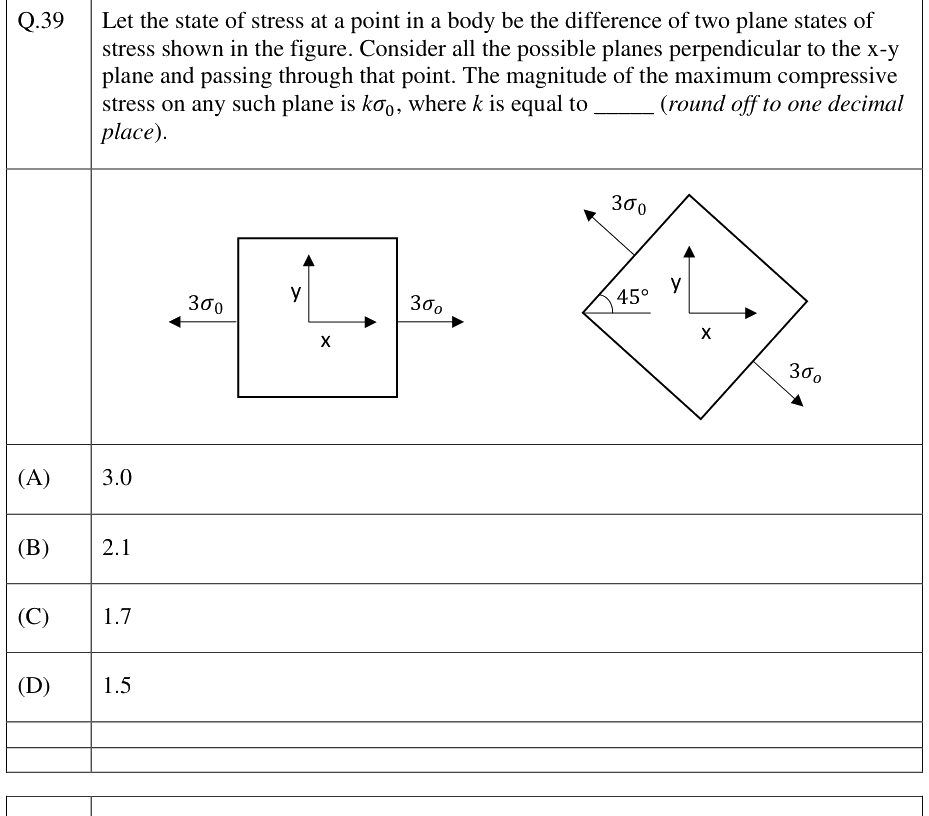 Q.39 Let the state of stress at a point in a body be the difference of two plane states of
stress shown in the figure. Consider all the possible planes perpendicular to the x-y
plane and passing through that point. The magnitude of the maximum compressive
stress on any such plane is kσ₀, where k is equal to _____ (round off to one decimal
place).
3σ₀
y
x
3σₒ
3σ₀
45°
y
x
3σₒ
(A) 3.0
(B) 2.1
(C) 1.7
(D) 1.5